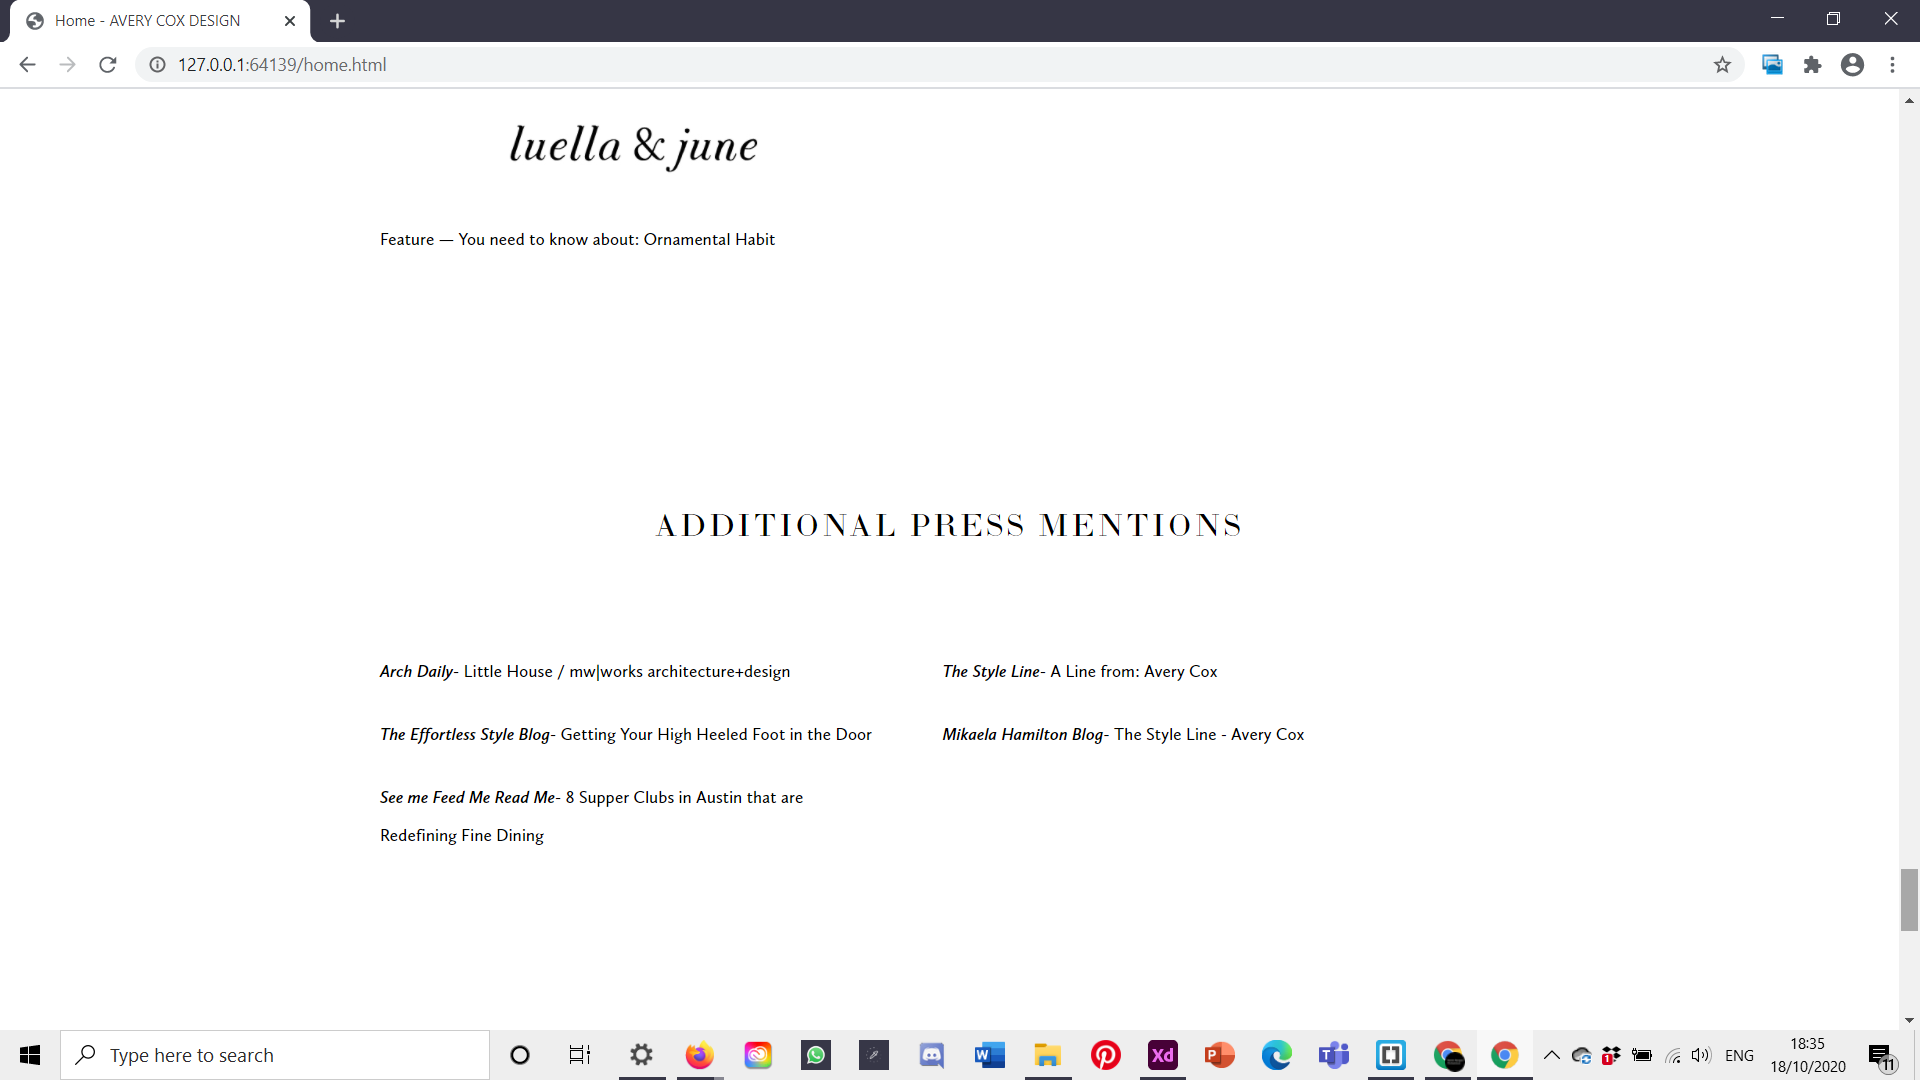 Home - AVERY COX DESIGN
127.0.0.1:64139/home.html
luella & june
Feature — You need to know about: Ornamental Habit
ADDITIONAL PRESS MENTIONS
Arch Daily- Little House / mw|works architecture+design
The Style Line- A Line from: Avery Cox
The Effortless Style Blog- Getting Your High Heeled Foot in the Door
Mikaela Hamilton Blog- The Style Line - Avery Cox
See me Feed Me Read Me- 8 Supper Clubs in Austin that are
Redefining Fine Dining
Type here to search
W
Xd
P
T
1
ENG
18:35
18/10/2020
11